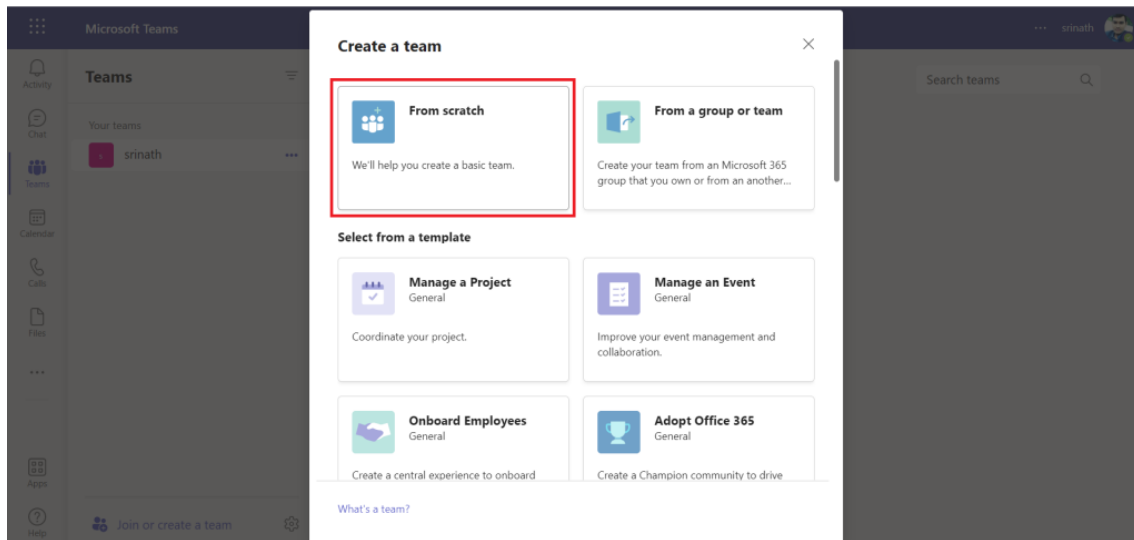 Microsoft Teams
srinath
Activity
Chat
Teams
Calendar
Calls
Files
Apps
Help
Teams
Your teams
srinath
Join or create a team
Search teams
Create a team
From scratch
We'll help you create a basic team.
From a group or team
Create your team from an Microsoft 365
group that you own or from an another...
Select from a template
Manage a Project
General
Coordinate your project.
Manage an Event
General
Improve your event management and
collaboration.
Onboard Employees
General
Create a central experience to onboard
Adopt Office 365
General
Create a Champion community to drive
What's a team?